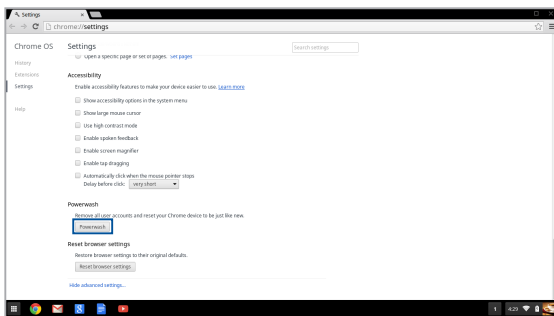 Settings
chrome://settings
Chrome OS
Settings
Search settings
History
Extensions
Settings
Help
Open a specific page or set of pages. Set pages
Accessibility
Enable accessibility features to make your device easier to use. Learn more
Show accessibility options in the system menu
Show large mouse cursor
Use high contrast mode
Enable spoken feedback
Enable screen magnifier
Enable tap dragging
Automatically click when the mouse pointer stops
Delay before click: very short
Powerwash
Remove all user accounts and reset your Chrome device to be just like new.
Powerwash
Reset browser settings
Restore browser settings to their original defaults.
Reset browser settings
Hide advanced settings...
8
1 4:29